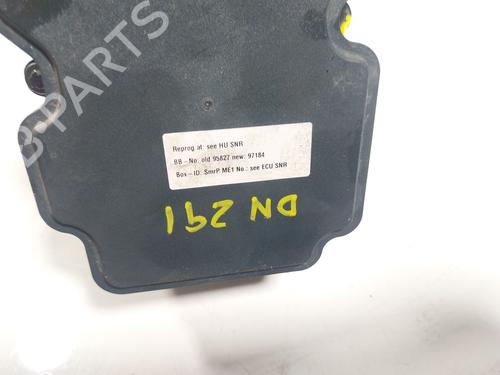 Reprog at: see HU SNR
BB - No: old 95827 new: 97184
Box - ID: SmrP ME1 No.: see ECU SNR
DN 291
B-PARTS